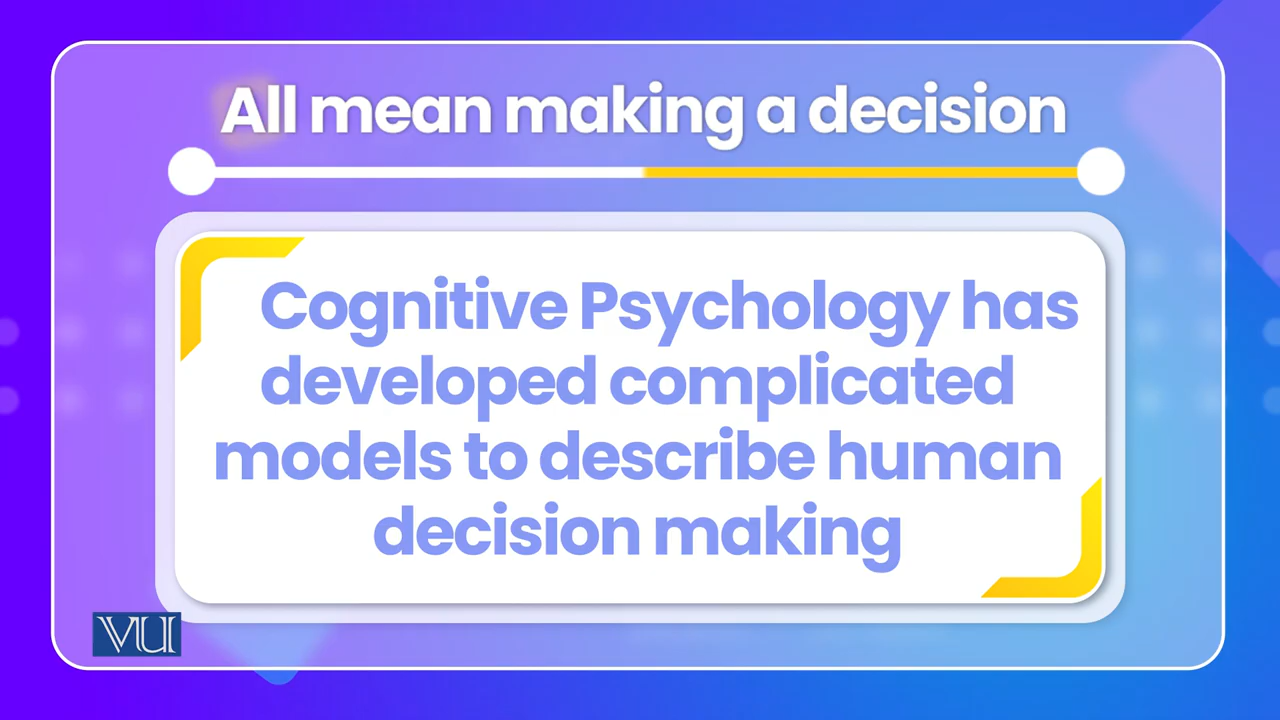 All mean making a decision
Cognitive Psychology has
developed complicated
models to describe human
decision making
VU